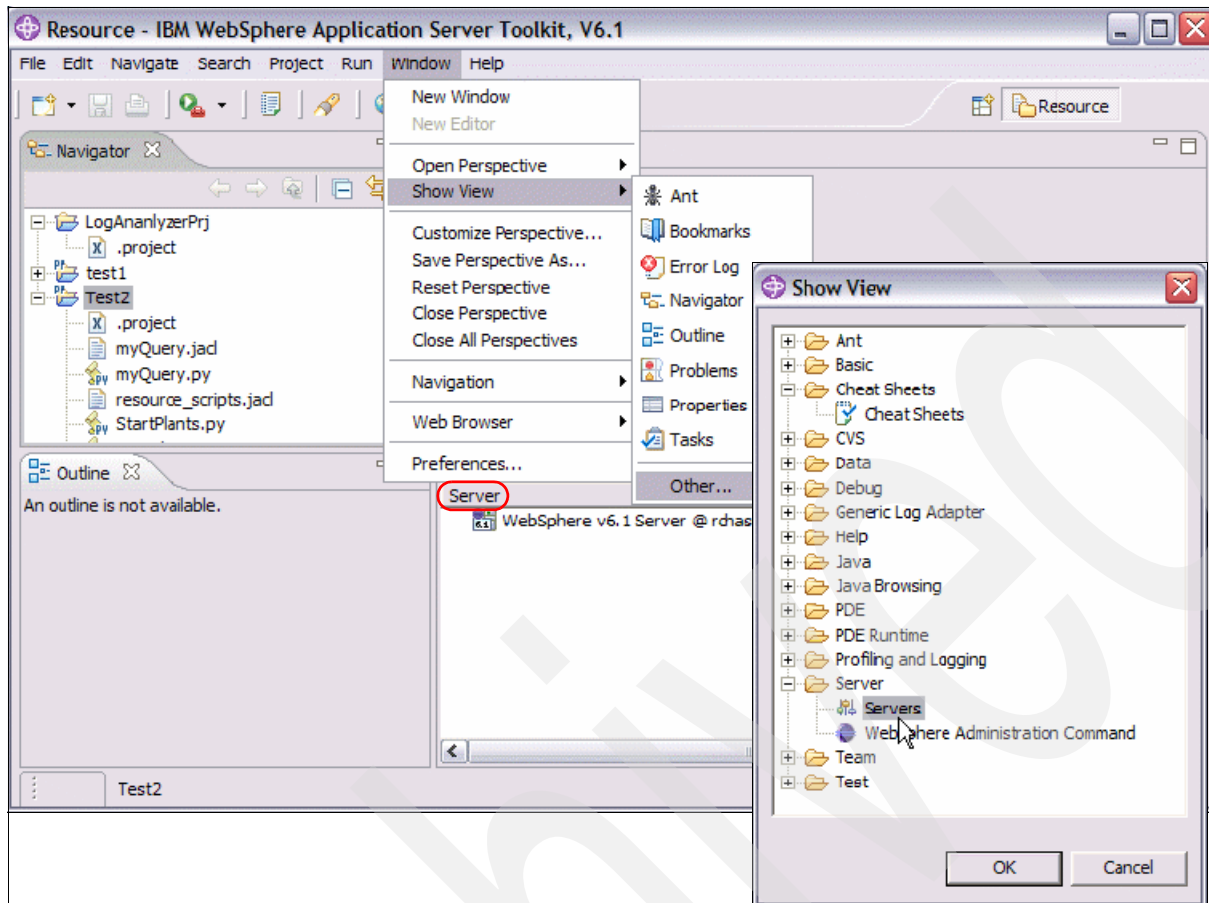 Resource - IBM WebSphere Application Server Toolkit, V6.1
File Edit Navigate Search Project Run Window Help
Resource
Navigator
LogAnanlyzerPrj
.project
test1
Test2
.project
myQuery.jacl
myQuery.py
resource_scripts.jacl
StartPlants.py
Outline
An outline is not available.
New Window
New Editor
Open Perspective
Show View
Customize Perspective...
Save Perspective As...
Reset Perspective
Close Perspective
Close All Perspectives
Navigation
Web Browser
Preferences...
Ant
Bookmarks
Error Log
Navigator
Outline
Problems
Properties
Tasks
Other...
Server
WebSphere v6.1 Server @ rdhas
Test2
Show View
Ant
Basic
Cheat Sheets
Cheat Sheets
CVS
Data
Debug
Generic Log Adapter
Help
Java
Java Browsing
PDE
PDE Runtime
Profiling and Logging
Server
Servers
WebSphere Administration Command
Team
Test
OK Cancel